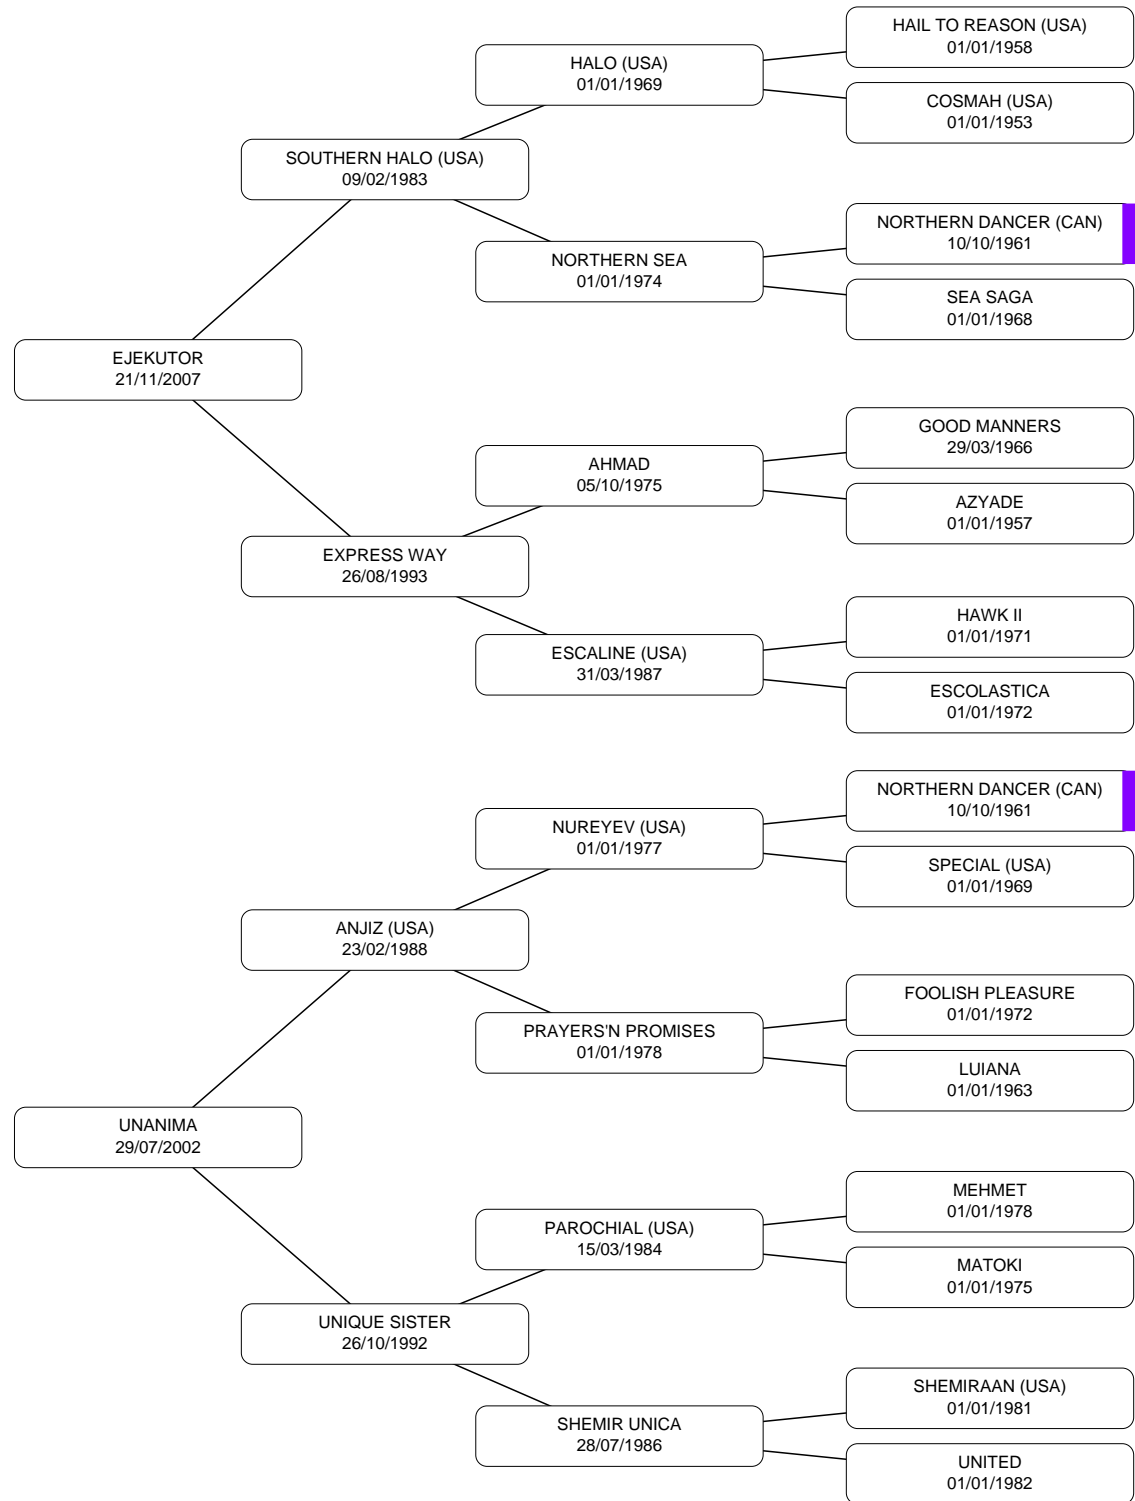 HAIL TO REASON (USA)
01/01/1958
HALO (USA)
01/01/1969
COSMAH (USA)
01/01/1953
SOUTHERN HALO (USA)
09/02/1983
NORTHERN DANCER (CAN)
10/10/1961
NORTHERN SEA
01/01/1974
SEA SAGA
01/01/1968
EJEKUTOR
21/11/2007
GOOD MANNERS
29/03/1966
AHMAD
05/10/1975
AZYADE
01/01/1957
EXPRESS WAY
26/08/1993
HAWK II
01/01/1971
ESCALINE (USA)
31/03/1987
ESCOLASTICA
01/01/1972
NORTHERN DANCER (CAN)
10/10/1961
NUREYEV (USA)
01/01/1977
SPECIAL (USA)
01/01/1969
ANJIZ (USA)
23/02/1988
FOOLISH PLEASURE
01/01/1972
PRAYERS'N PROMISES
01/01/1978
LUIANA
01/01/1963
UNANIMA
29/07/2002
MEHMET
01/01/1978
PAROCHIAL (USA)
15/03/1984
MATOKI
01/01/1975
UNIQUE SISTER
26/10/1992
SHEMIRAAN (USA)
01/01/1981
SHEMIR UNICA
28/07/1986
UNITED
01/01/1982